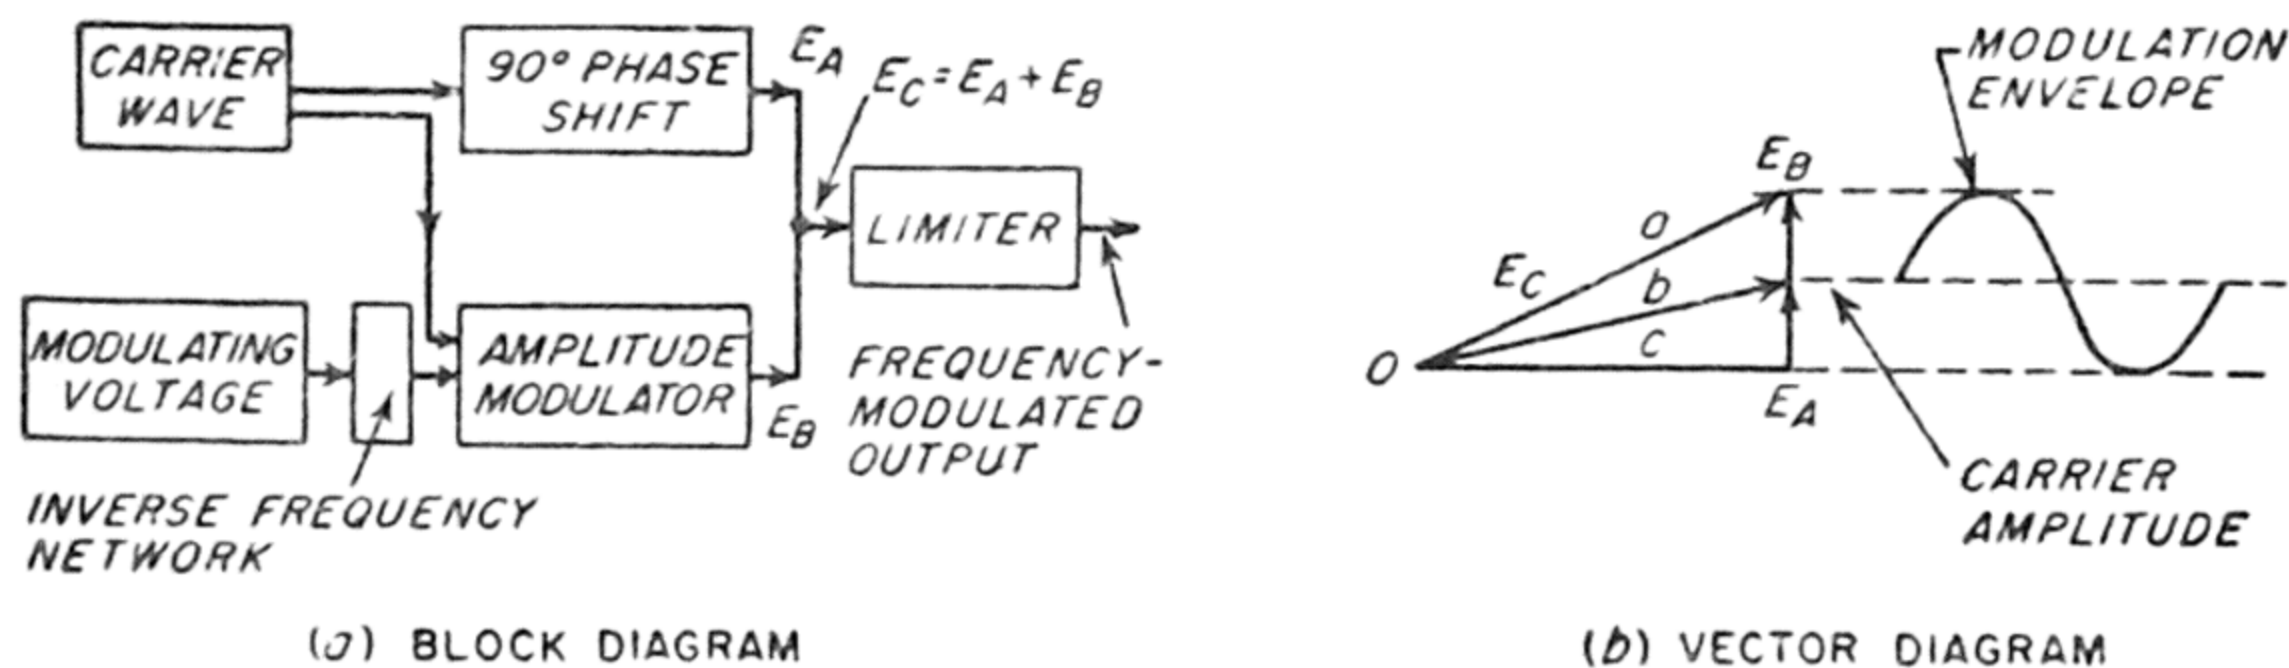 CARRIER
WAVE
90° PHASE
SHIFT
E_A
E_C = E_A + E_B
LIMITER
MODULATING
VOLTAGE
AMPLITUDE
MODULATOR
E_B
FREQUENCY-
MODULATED
OUTPUT
INVERSE FREQUENCY
NETWORK
(a) BLOCK DIAGRAM
MODULATION
ENVELOPE
E_B
a
E_C
b
c
O
E_A
CARRIER
AMPLITUDE
(b) VECTOR DIAGRAM